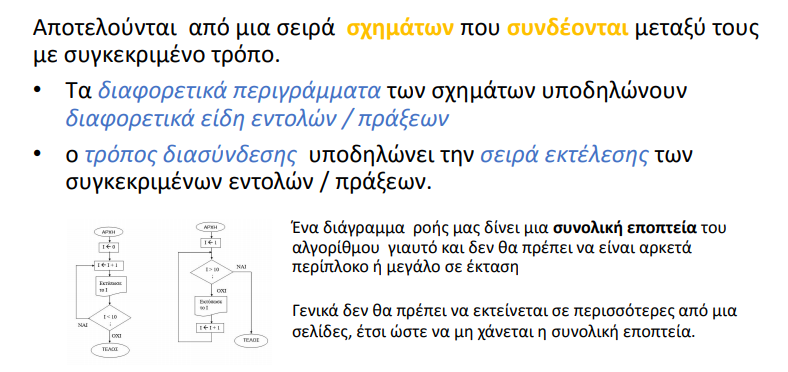 Αποτελούνται από μια σειρά σχημάτων που συνδέονται μεταξύ τους
με συγκεκριμένο τρόπο.
• Τα διαφορετικά περιγράμματα των σχημάτων υποδηλώνουν
διαφορετικά είδη εντολών / πράξεων
• ο τρόπος διασύνδεσης υποδηλώνει την σειρά εκτέλεσης των
συγκεκριμένων εντολών / πράξεων.
ΑΡΧΗ
I ← 0
I ← I + 1
Εκτύπωσε
το I
I < 10
;
ΝΑΙ
ΟΧΙ
ΤΕΛΟΣ
ΑΡΧΗ
I ← 1
I > 10
;
ΝΑΙ
ΟΧΙ
Εκτύπωσε
το I
I ← I + 1
ΤΕΛΟΣ
Ένα διάγραμμα ροής μας δίνει μια συνολική εποπτεία του
αλγορίθμου γιαυτό και δεν θα πρέπει να είναι αρκετά
περίπλοκο ή μεγάλο σε έκταση
Γενικά δεν θα πρέπει να εκτείνεται σε περισσότερες από μια
σελίδες, έτσι ώστε να μη χάνεται η συνολική εποπτεία.